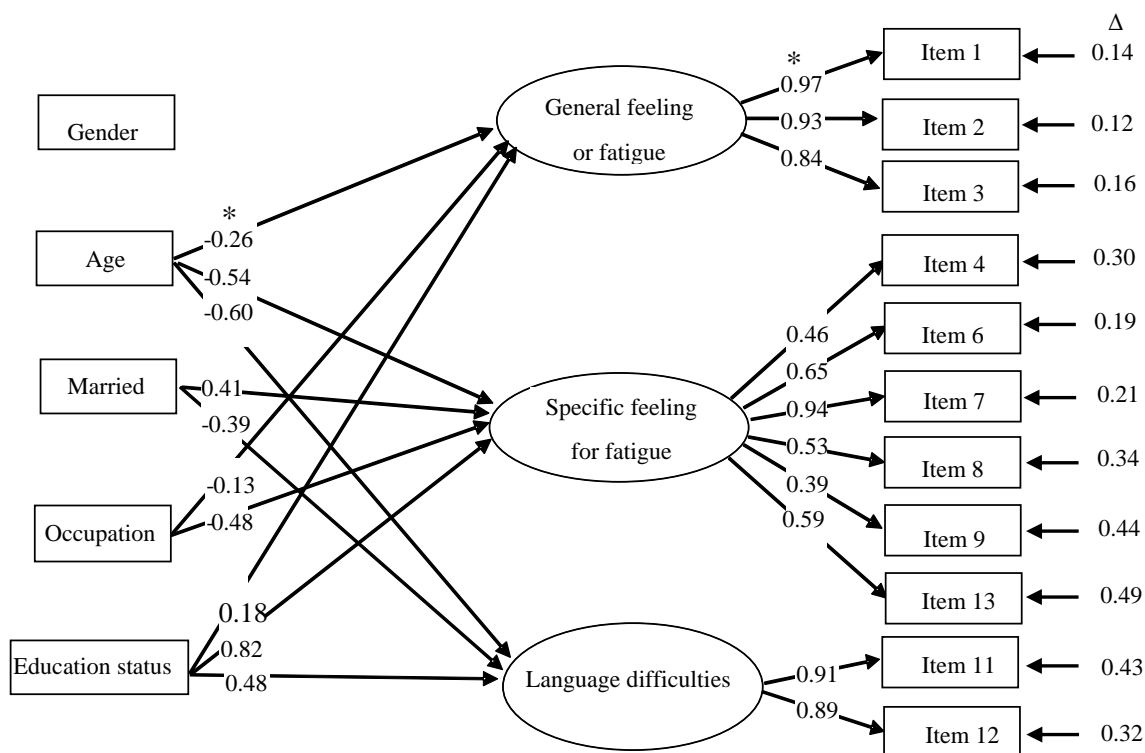 Δ
Item 1
0.14
*
0.97
General feeling
or fatigue
0.93
Item 2
0.12
0.84
Item 3
0.16
Gender
*
-0.26
Age
-0.54
-0.60
Item 4
0.30
0.46
Item 6
0.19
0.65
Married
0.41
-0.39
Specific feeling
for fatigue
0.94
Item 7
0.21
0.53
Item 8
0.34
0.39
Item 9
0.44
0.59
Item 13
0.49
Occupation
-0.13
-0.48
Education status
0.18
0.82
0.48
Language difficulties
0.91
Item 11
0.43
0.89
Item 12
0.32